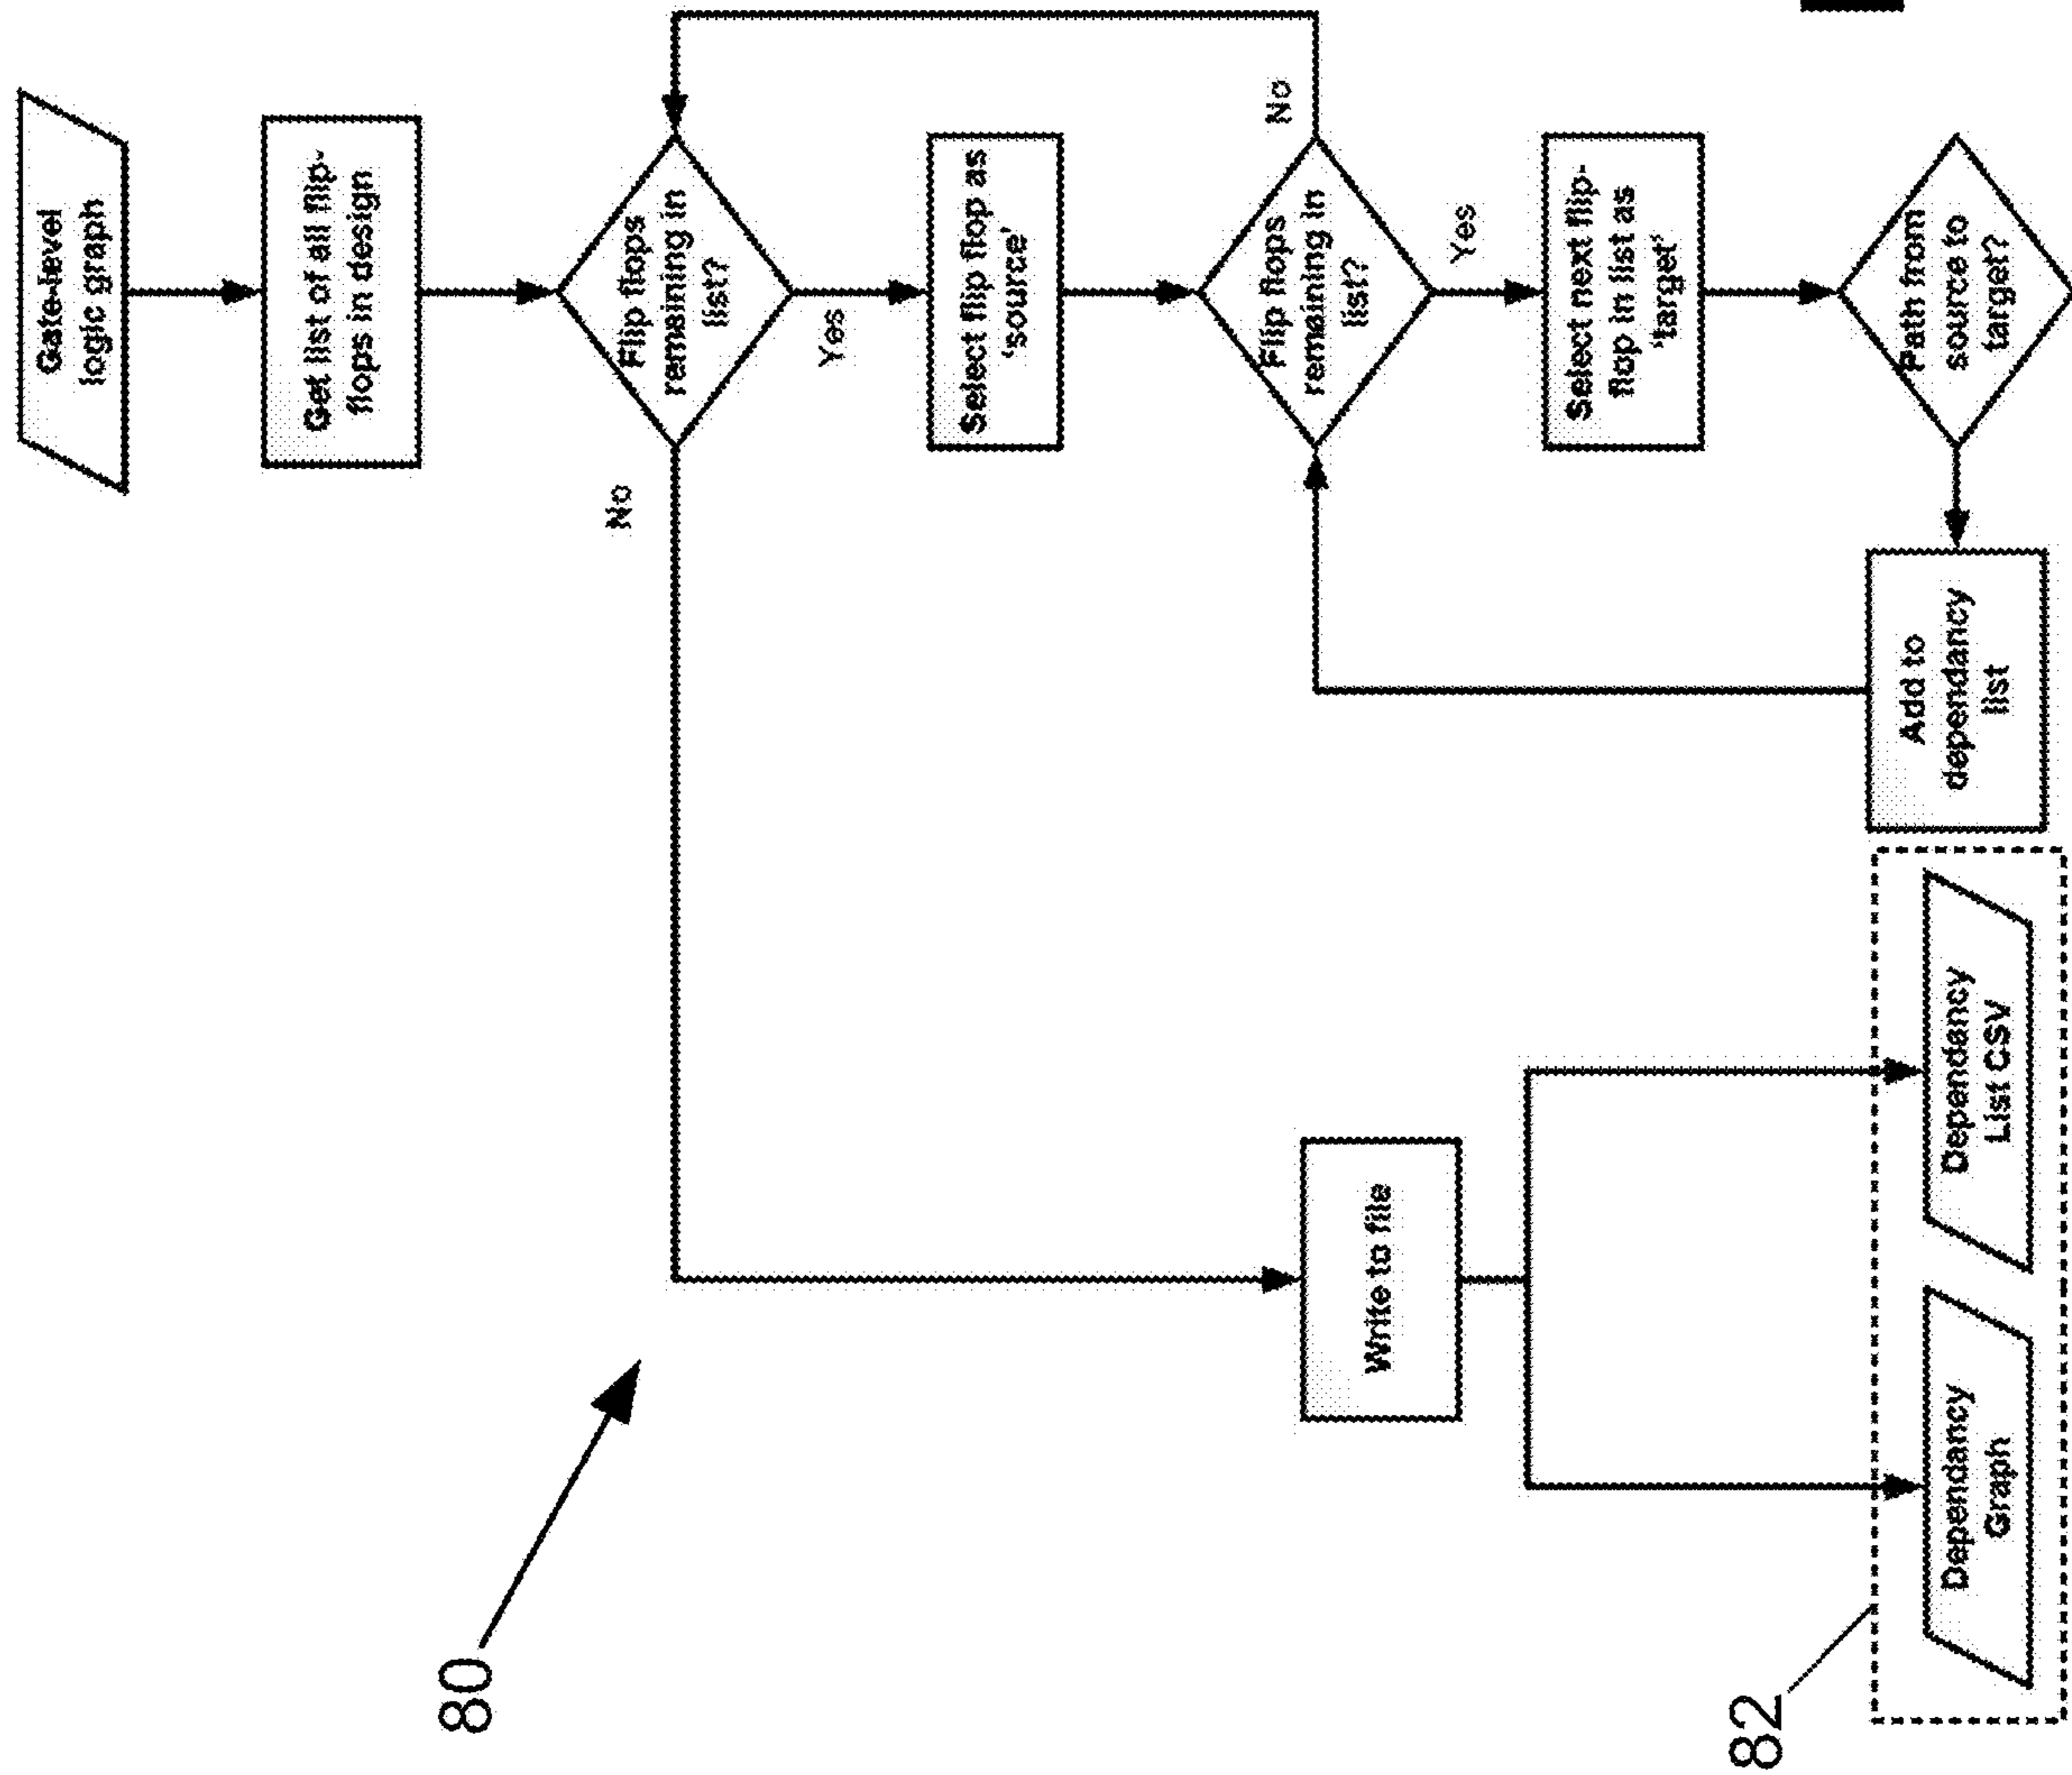 Gate-level
logic graph
Get list of all flip-
flops in design
Flip flops
remaining in
list?
No
Yes
Select flip flop as
'source'
Flip flops
remaining in
list?
No
Yes
Select next flip-
flop in list as
'target'
Path from
source to
target?
Add to
dependancy
list
Write to file
Dependancy
Graph
Dependancy
List CSV
80
82